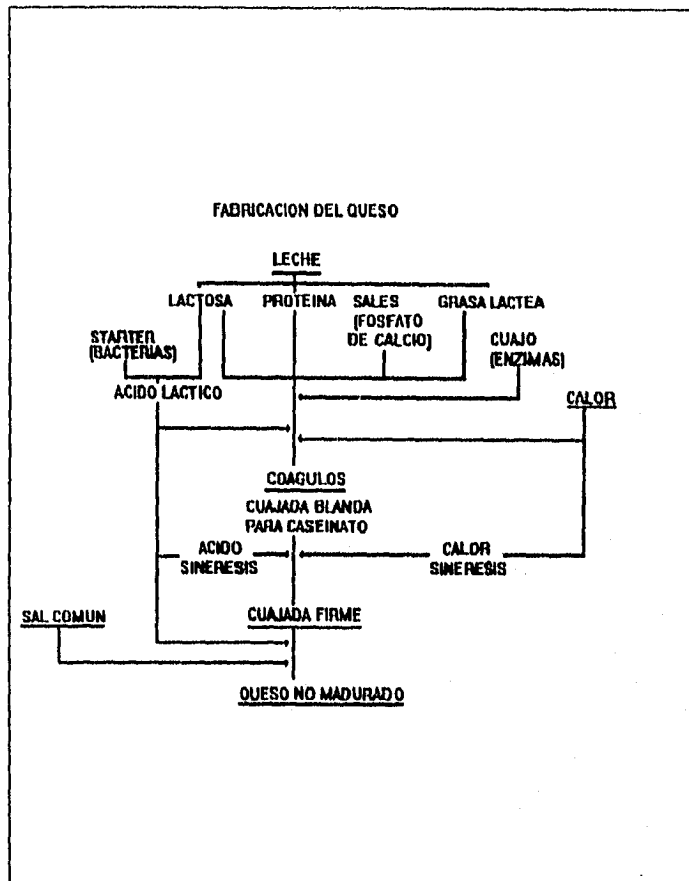 FABRICACION DEL QUESO
LECHE
LACTOSA PROTEINA SALES GRASA LACTEA
(FOSFATO
DE CALCIO)
STARTER
(BACTERIAS)
CUAJO
(ENZIMAS)
ACIDO LACTICO
CALOR
COAGULOS
CUAJADA BLANDA
PARA CASEINATO
ACIDO
SINERESIS
CALOR
SINERESIS
SAL COMUN
CUAJADA FIRME
QUESO NO MADURADO